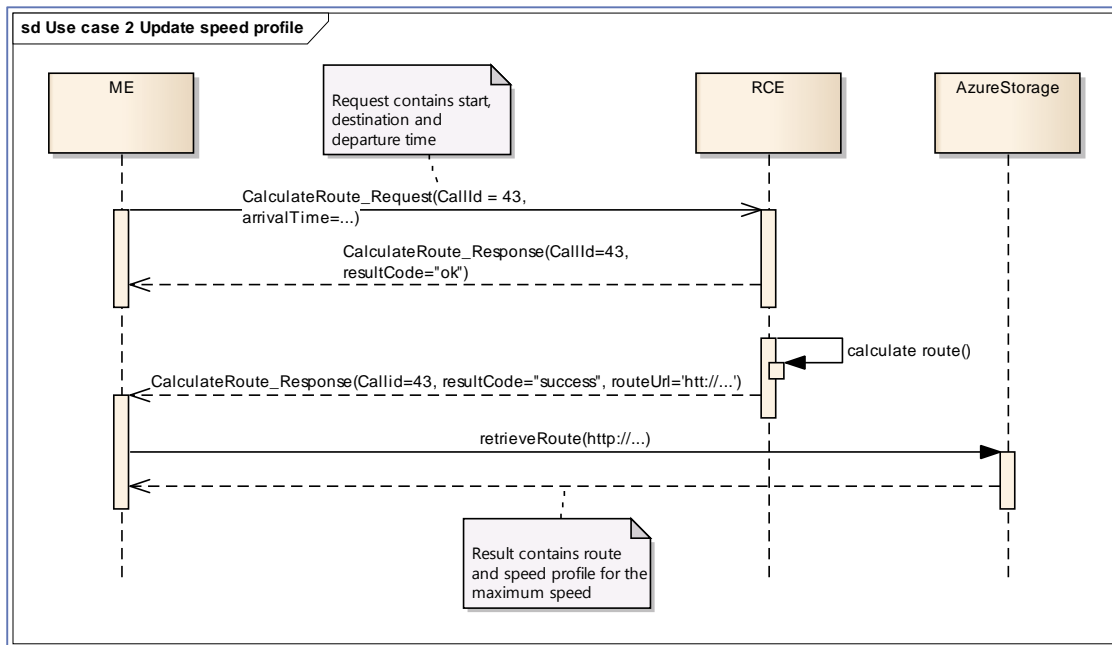 sd Use case 2 Update speed profile
ME
RCE
AzureStorage
Request contains start,
destination and
departure time
CalculateRoute_Request(CallId = 43,
arrivalTime=...)
CalculateRoute_Response(CallId=43,
resultCode="ok")
calculate route()
CalculateRoute_Response(Callid=43, resultCode="success", routeUrl='htt://...')
retrieveRoute(http://...)
Result contains route
and speed profile for the
maximum speed